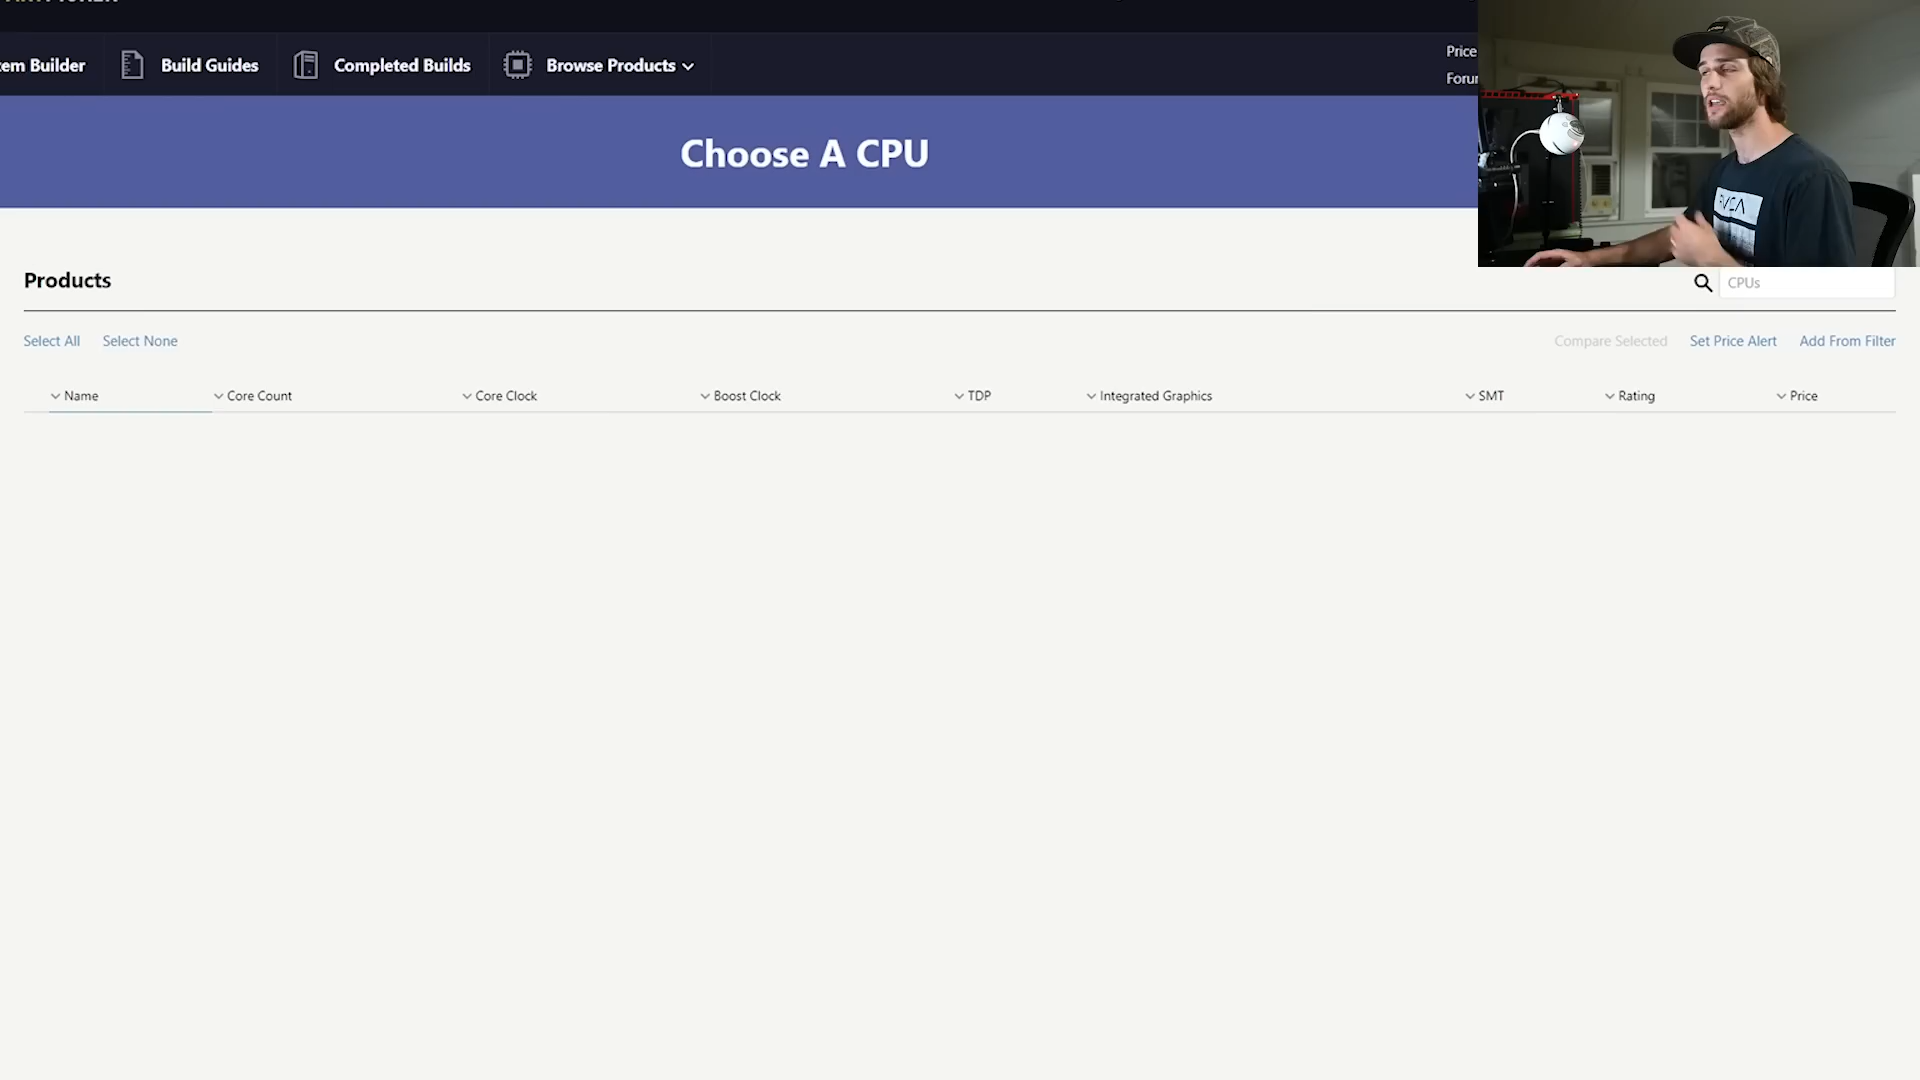 em Builder
Build Guides
Completed Builds
Browse Products
Price
Foru
Choose A CPU
RVCA
Products
CPUs
Select All
Select None
Compare Selected
Set Price Alert
Add From Filter
Name
Core Count
Core Clock
Boost Clock
TDP
Integrated Graphics
SMT
Rating
Price